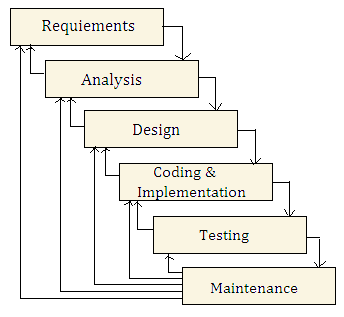 Requiements
Analysis
Design
Coding &
Implementation
Testing
Maintenance